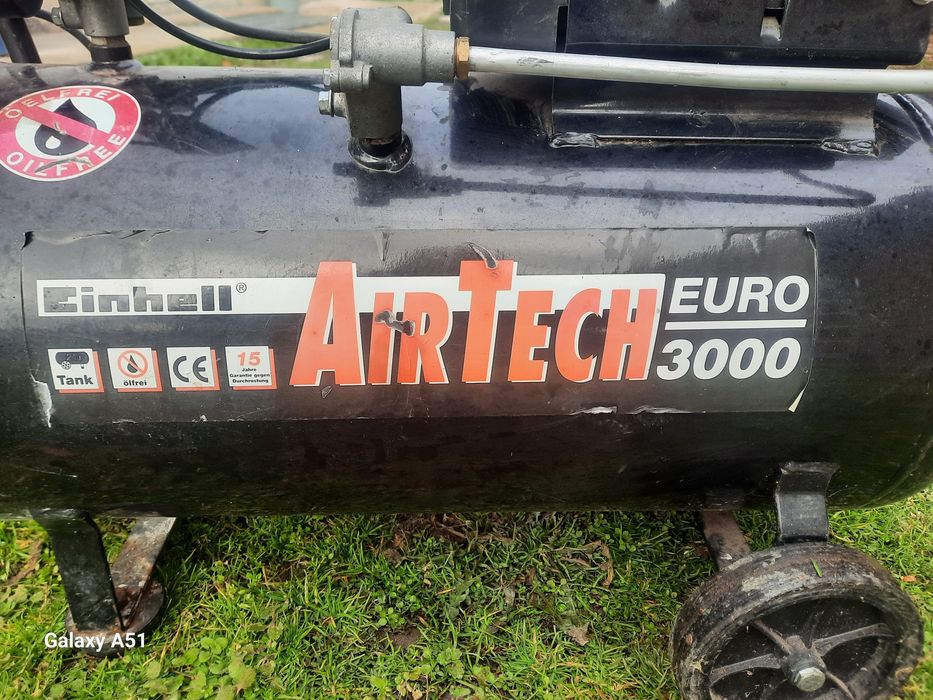 OELFREI
OILFREE
Einhell®
AIRTECH
EURO
3000
Tank
ölfrei
CE
15
Jahre
Garantie gegen
Durchrostung
Galaxy A51